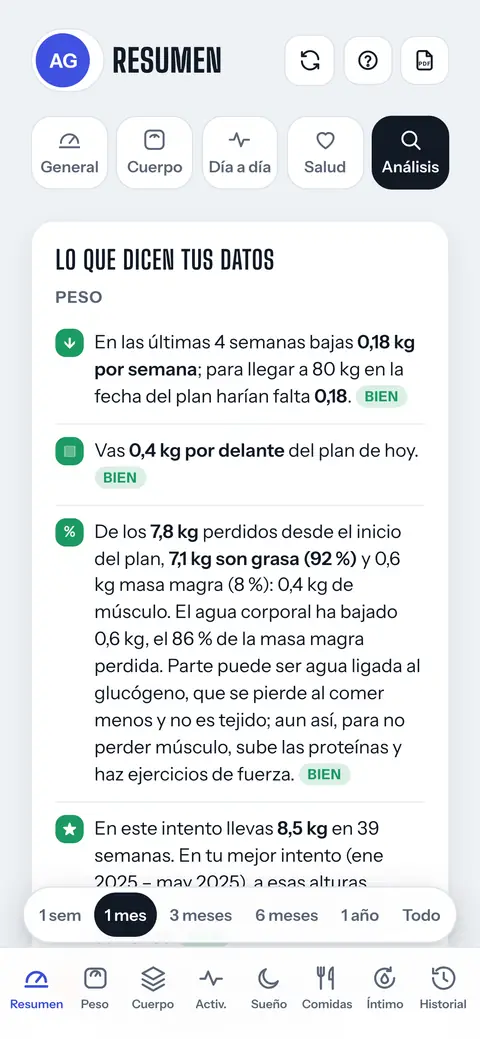 AG RESUMEN
PDF
General Cuerpo Día a día Salud Análisis
LO QUE DICEN TUS DATOS
PESO
En las últimas 4 semanas bajas 0,18 kg
por semana; para llegar a 80 kg en la
fecha del plan harían falta 0,18. BIEN
Vas 0,4 kg por delante del plan de hoy.
BIEN
% De los 7,8 kg perdidos desde el inicio
del plan, 7,1 kg son grasa (92 %) y 0,6
kg masa magra (8 %): 0,4 kg de
músculo. El agua corporal ha bajado
0,6 kg, el 86 % de la masa magra
perdida. Parte puede ser agua ligada al
glucógeno, que se pierde al comer
menos y no es tejido; aun así, para no
perder músculo, sube las proteínas y
haz ejercicios de fuerza. BIEN
En este intento llevas 8,5 kg en 39
semanas. En tu mejor intento (ene
2025 – may 2025), a esas alturas
1 sem 1 mes 3 meses 6 meses 1 año Todo
Resumen Peso Cuerpo Activ. Sueño Comidas Íntimo Historial